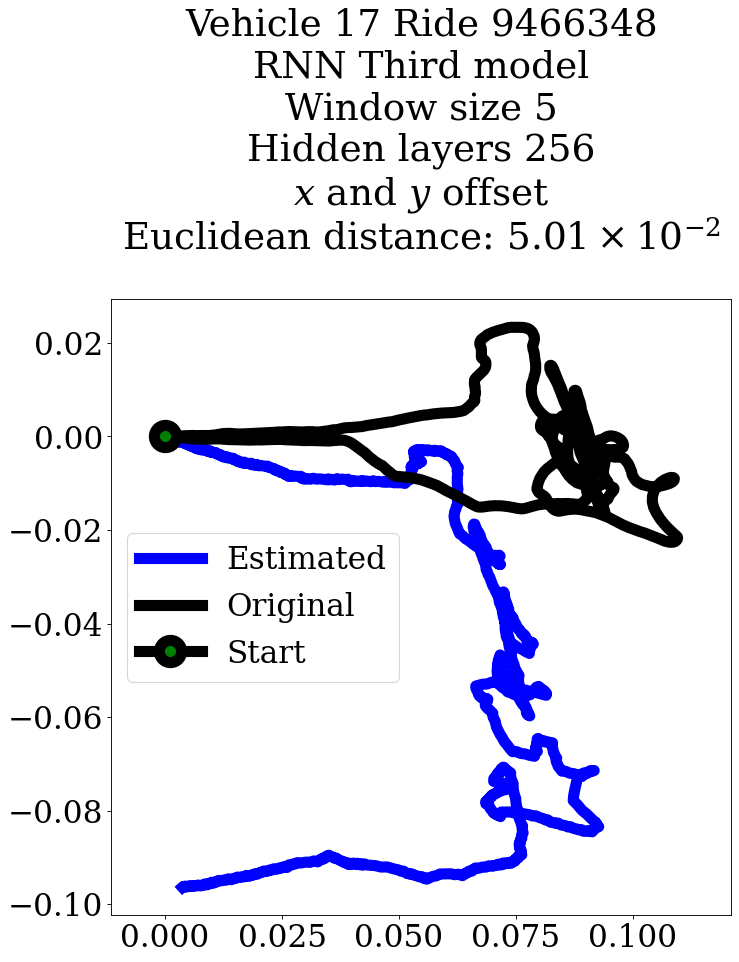 Vehicle 17 Ride 9466348
RNN Third model
Window size 5
Hidden layers 256
x and y offset
Euclidean distance: 5.01 × 10⁻²
0.02
0.00
−0.02
−0.04
−0.06
−0.08
−0.10
Estimated
Original
Start
0.000 0.025 0.050 0.075 0.100